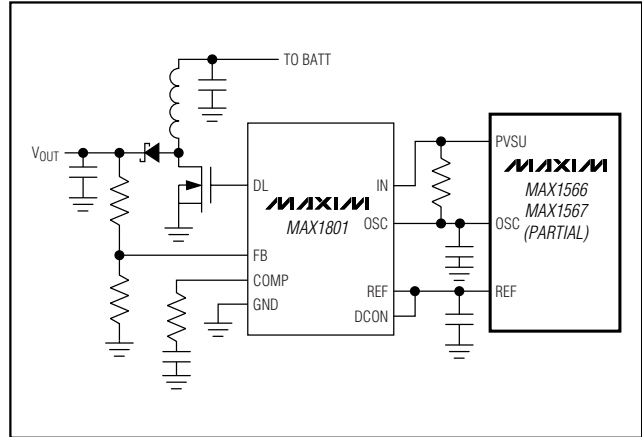 TO BATT
VOUT
DL
MAXIM
MAX1801
IN
OSC
FB
COMP
GND
REF
DCON
PVSU
MAXIM
MAX1566
MAX1567
(PARTIAL)
OSC
REF